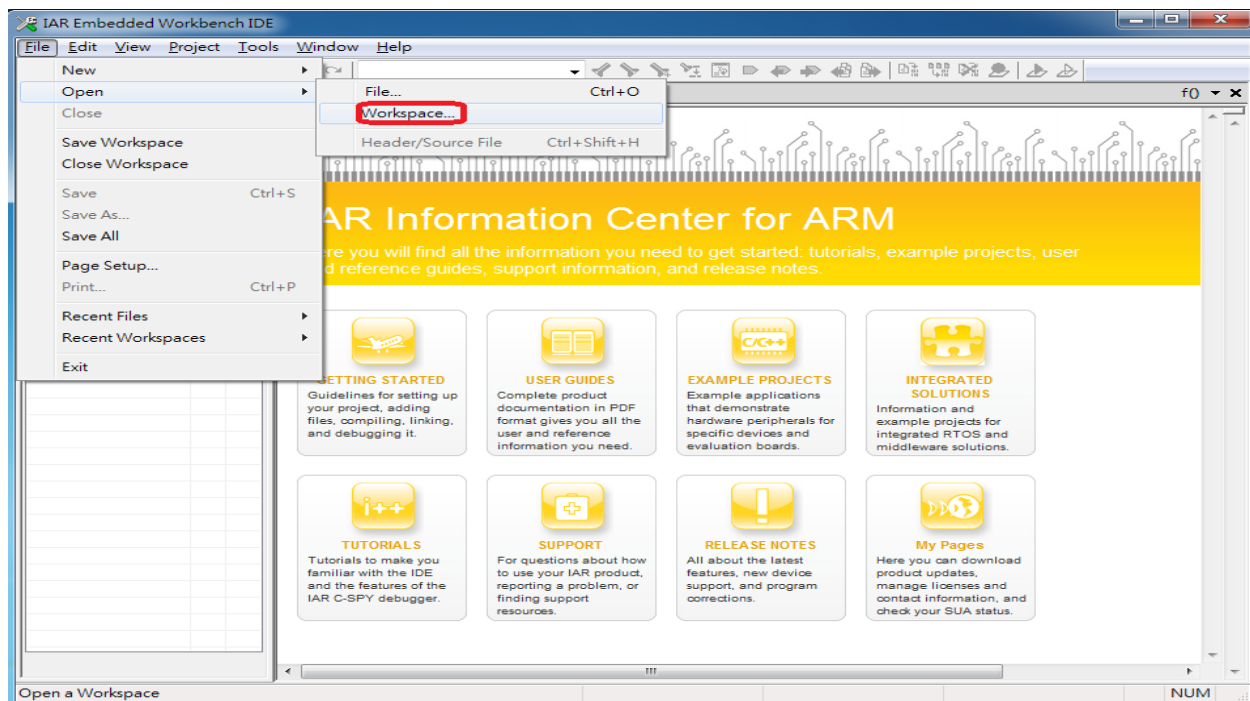 IAR Embedded Workbench IDE
File Edit View Project Tools Window Help
New
Open
Close
Save Workspace
Close Workspace
Save Ctrl+S
Save As...
Save All
Page Setup...
Print... Ctrl+P
Recent Files
Recent Workspaces
Exit
File... Ctrl+O
Workspace...
Header/Source File Ctrl+Shift+H
f()
AR Information Center for ARM
re you will find all the information you need to get started: tutorials, example projects, user
d reference guides, support information, and release notes.
GETTING STARTED
Guidelines for setting up
your project, adding
files, compiling, linking,
and debugging it.
USER GUIDES
Complete product
documentation in PDF
format gives you all the
user and reference
information you need.
C/C++
EXAMPLE PROJECTS
Example applications
that demonstrate
hardware peripherals for
specific devices and
evaluation boards.
INTEGRATED
SOLUTIONS
Information and
example projects for
integrated RTOS and
middleware solutions.
i++
TUTORIALS
Tutorials to make you
familiar with the IDE
and the features of the
IAR C-SPY debugger.
SUPPORT
For questions about how
to use your IAR product,
reporting a problem, or
finding support
resources.
RELEASE NOTES
All about the latest
features, new device
support, and program
corrections.
My Pages
Here you can download
product updates,
manage licenses and
contact information, and
check your SUA status.
Open a Workspace
NUM